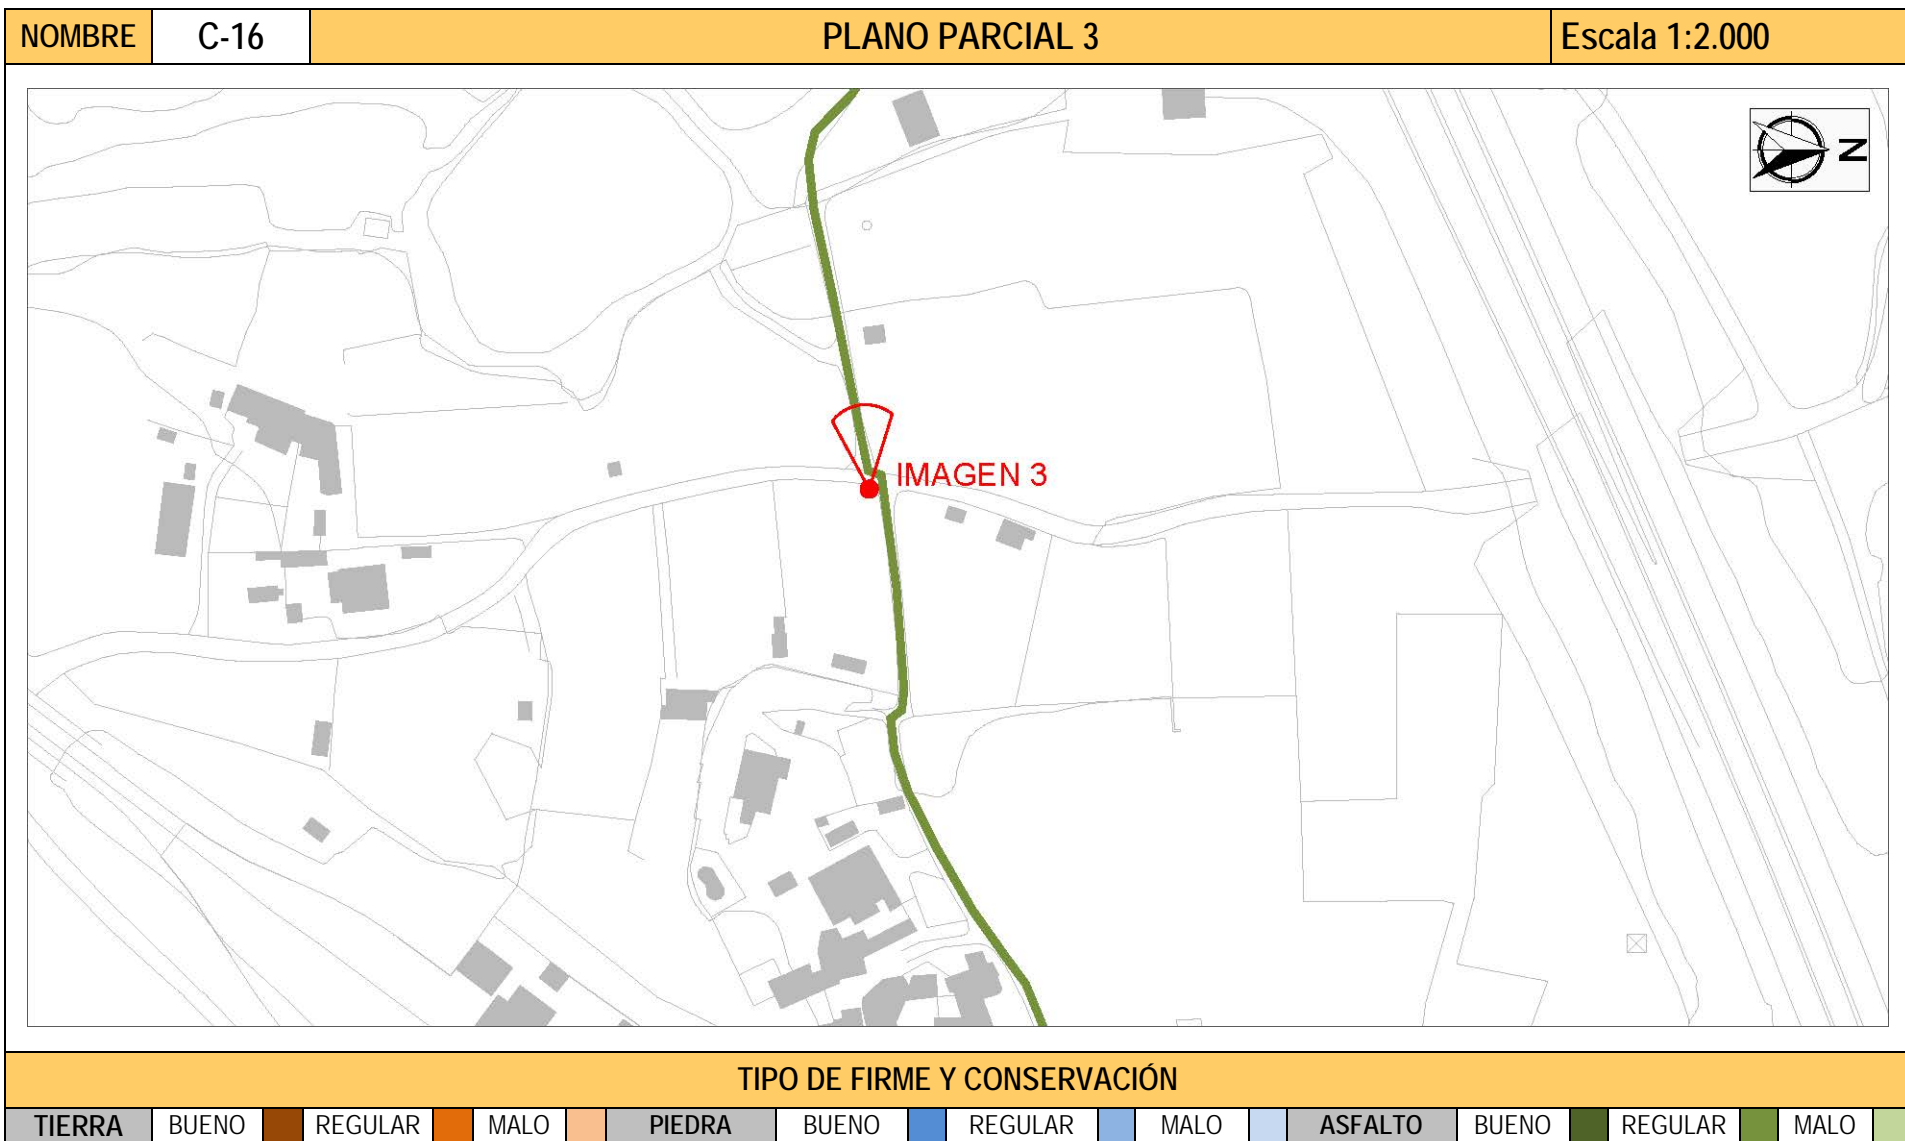 NOMBRE C-16 PLANO PARCIAL 3 Escala 1:2.000
N
IMAGEN 3
TIPO DE FIRME Y CONSERVACIÓN
TIERRA BUENO REGULAR MALO PIEDRA BUENO REGULAR MALO ASFALTO BUENO REGULAR MALO